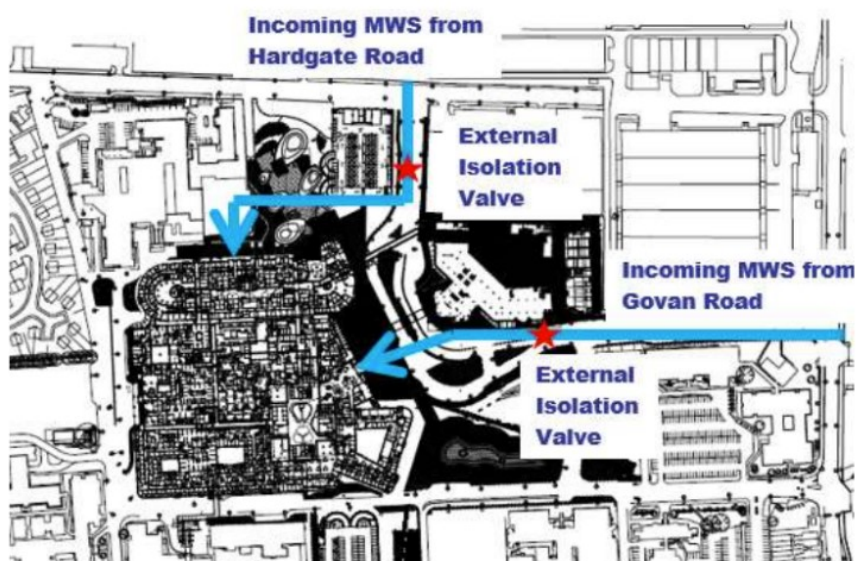 Incoming MWS from
Hardgate Road
External
Isolation
Valve
Incoming MWS from
Govan Road
External
Isolation
Valve